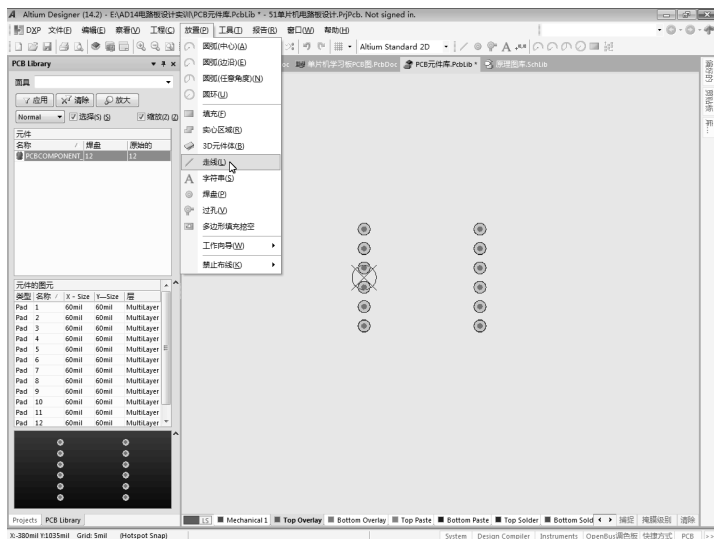 Altium Designer (14.2) - E:\AD14电路板设计实训\PCB元件库.PcbLib * - 51单片机电路板设计.PrjPcb. Not signed in.
DXP 文件(F) 编辑(E) 察看(V) 工程(C) 放置(P) 工具(T) 报告(R) 窗口(W) 帮助(H)
Altium Standard 2D
PCB Library
单片机学习板PCB图.PcbDoc PCB元件库.PcbLib * 原理图库.SchLib
面具
应用 清除 放大
Normal 选择(S) (S) 缩放(Z) (Z)
元件
名称 焊盘 原始的
PCBCOMPONENT_ 12 12
圆弧(中心)(A)
圆弧(边沿)(E)
圆弧(任意角度)(N)
圆环(U)
填充(F)
实心区域(R)
3D元件体(B)
走线(L)
字符串(S)
焊盘(P)
过孔(V)
多边形填充挖空
工作向导(W)
禁止布线(K)
元件的图元
类型 名称 X - Size Y—Size 层
Pad 1 60mil 60mil MultiLayer
Pad 2 60mil 60mil MultiLayer
Pad 3 60mil 60mil MultiLayer
Pad 4 60mil 60mil MultiLayer
Pad 5 60mil 60mil MultiLayer
Pad 6 60mil 60mil MultiLayer
Pad 7 60mil 60mil MultiLayer
Pad 8 60mil 60mil MultiLayer
Pad 9 60mil 60mil MultiLayer
Pad 10 60mil 60mil MultiLayer
Pad 11 60mil 60mil MultiLayer
Pad 12 60mil 60mil MultiLayer
Projects PCB Library
LS Mechanical 1 Top Overlay Bottom Overlay Top Paste Bottom Paste Top Solder Bottom Sold 捕捉 掩膜级别 清除
X:-380mil Y:1035mil Grid: 5mil (Hotspot Snap)
System Design Compiler Instruments OpenBus调色板 快捷方式 PCB >>